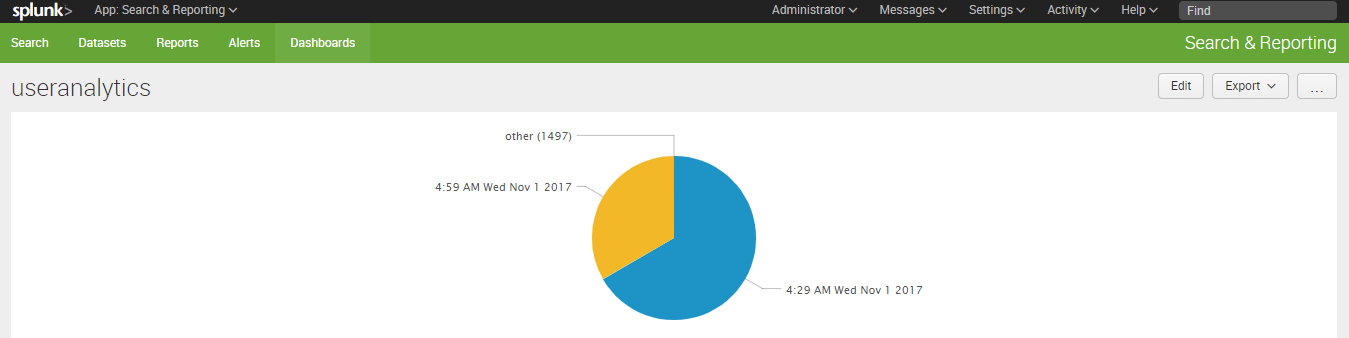 splunk> App: Search & Reporting Administrator Messages Settings Activity Help Find
Search Datasets Reports Alerts Dashboards Search & Reporting
useranalytics Edit Export ...
other (1497)
4:59 AM Wed Nov 1 2017
4:29 AM Wed Nov 1 2017